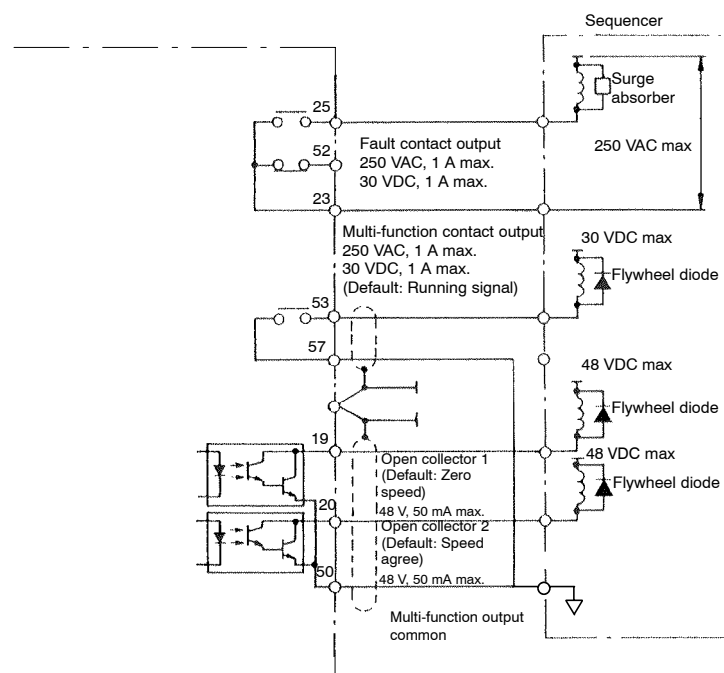 Sequencer
Surge
absorber
250 VAC max
25
Fault contact output
52
250 VAC, 1 A max.
30 VDC, 1 A max.
23
Multi-function contact output
250 VAC, 1 A max.
30 VDC, 1 A max.
(Default: Running signal)
30 VDC max
Flywheel diode
53
57
48 VDC max
Flywheel diode
19
Open collector 1
(Default: Zero
speed)
48 V, 50 mA max.
48 VDC max
Flywheel diode
20
Open collector 2
(Default: Speed
agree)
48 V, 50 mA max.
50
Multi-function output
common